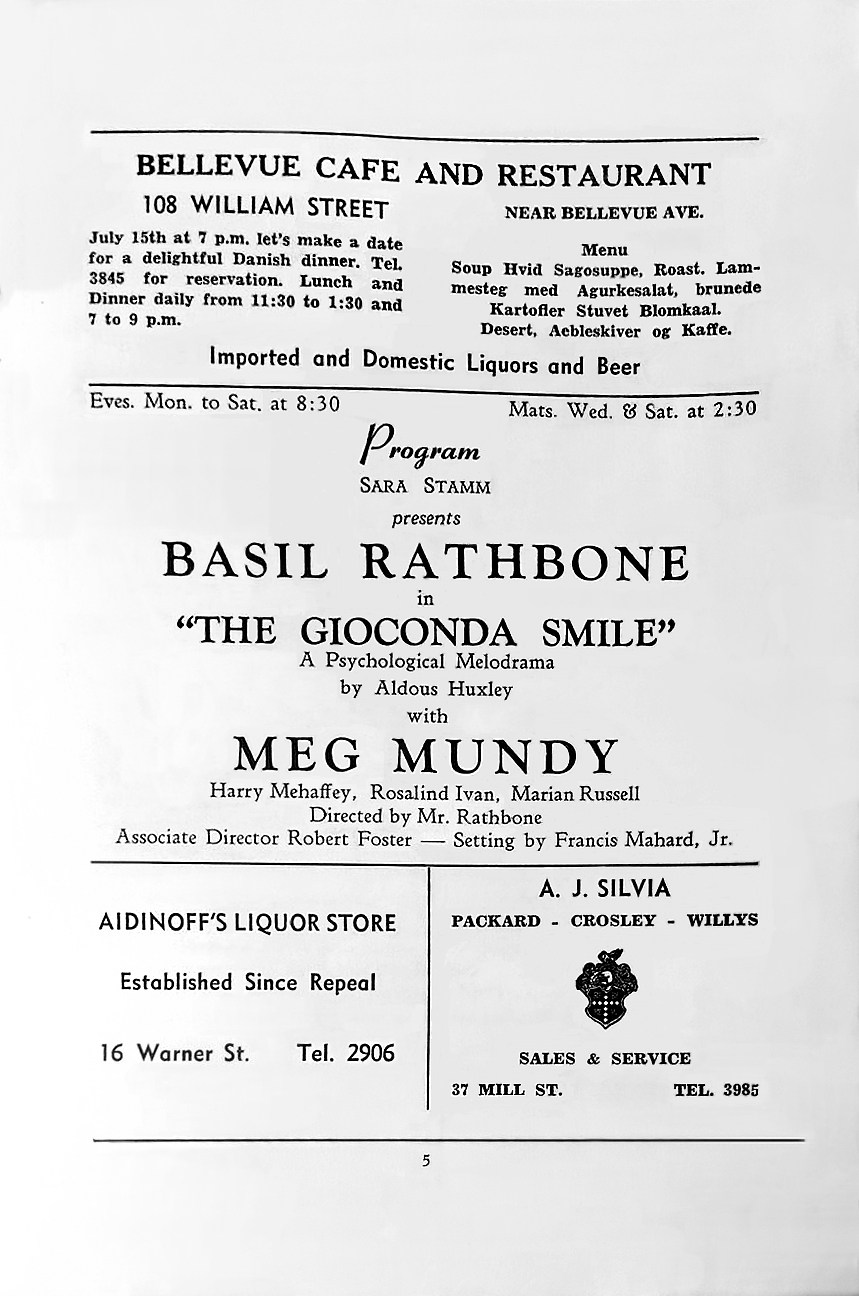 BELLEVUE CAFE AND RESTAURANT
108 WILLIAM STREET
July 15th at 7 p.m. let's make a date
for a delightful Danish dinner. Tel.
3845 for reservation. Lunch and
Dinner daily from 11:30 to 1:30 and
7 to 9 p.m.
NEAR BELLEVUE AVE.
Menu
Soup Hvid Sagosuppe, Roast. Lam-
mesteg med Agurkesalat, brunede
Kartofler Stuvet Blomkaal.
Desert, Aebleskiver og Kaffe.
Imported and Domestic Liquors and Beer
Eves. Mon. to Sat. at 8:30
Mats. Wed. & Sat. at 2:30
Program
SARA STAMM
presents
BASIL RATHBONE
in
"THE GIOCONDA SMILE"
A Psychological Melodrama
by Aldous Huxley
with
MEG MUNDY
Harry Mehaffey, Rosalind Ivan, Marian Russell
Directed by Mr. Rathbone
Associate Director Robert Foster — Setting by Francis Mahard, Jr.
AIDINOFF'S LIQUOR STORE
Established Since Repeal
16 Warner St. Tel. 2906
A. J. SILVIA
PACKARD - CROSLEY - WILLYS
SALES & SERVICE
37 MILL ST. TEL. 3985
5